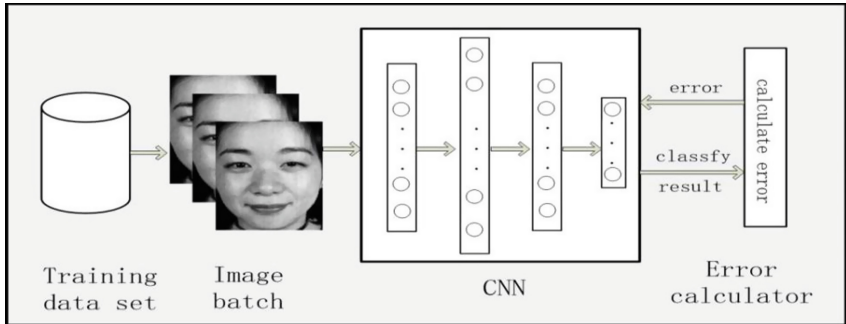 error
calculate error
classfy
result
Training
data set
Image
batch
CNN
Error
calculator